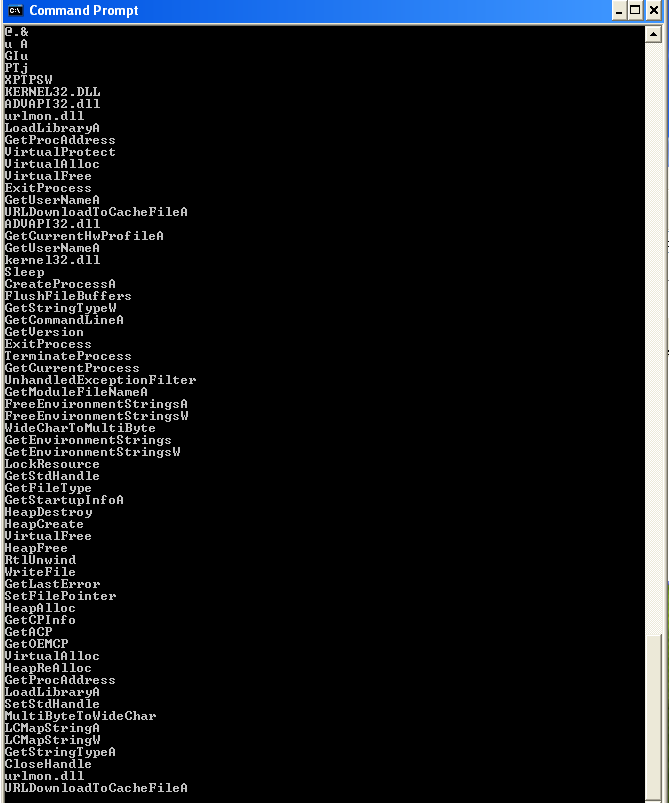 Command Prompt
@.&
u A
GIu
PTj
XPTPSW
KERNEL32.DLL
ADVAPI32.dll
urlmon.dll
LoadLibraryA
GetProcAddress
VirtualProtect
VirtualAlloc
VirtualFree
ExitProcess
GetUserNameA
URLDownloadToCacheFileA
ADVAPI32.dll
GetCurrentHwProfileA
GetUserNameA
kernel32.dll
Sleep
CreateProcessA
FlushFileBuffers
GetStringTypeW
GetCommandLineA
GetVersion
ExitProcess
TerminateProcess
GetCurrentProcess
UnhandledExceptionFilter
GetModuleFileNameA
FreeEnvironmentStringsA
FreeEnvironmentStringsW
WideCharToMultiByte
GetEnvironmentStrings
GetEnvironmentStringsW
LockResource
GetStdHandle
GetFileType
GetStartupInfoA
HeapDestroy
HeapCreate
VirtualFree
HeapFree
RtlUnwind
WriteFile
GetLastError
SetFilePointer
HeapAlloc
GetCPInfo
GetACP
GetOEMCP
VirtualAlloc
HeapReAlloc
GetProcAddress
LoadLibraryA
SetStdHandle
MultiByteToWideChar
LCMapStringA
LCMapStringW
GetStringTypeA
CloseHandle
urlmon.dll
URLDownloadToCacheFileA